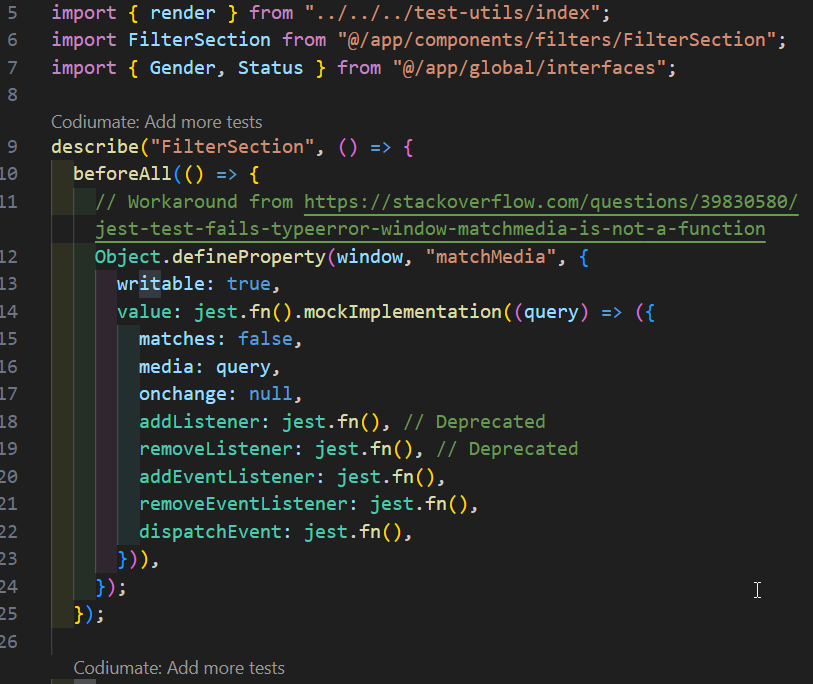 5 import { render } from "../../../test-utils/index";
6 import FilterSection from "@/app/components/filters/FilterSection";
7 import { Gender, Status } from "@/app/global/interfaces";
8
Codiumate: Add more tests
9 describe("FilterSection", () => {
10 beforeAll(() => {
11 // Workaround from https://stackoverflow.com/questions/39830580/
jest-test-fails-typeerror-window-matchmedia-is-not-a-function
12 Object.defineProperty(window, "matchMedia", {
13 writable: true,
14 value: jest.fn().mockImplementation((query) => ({
15 matches: false,
16 media: query,
17 onchange: null,
18 addListener: jest.fn(), // Deprecated
19 removeListener: jest.fn(), // Deprecated
20 addEventListener: jest.fn(),
21 removeEventListener: jest.fn(),
22 dispatchEvent: jest.fn(),
23 })),
24 });
25 });
26
Codiumate: Add more tests